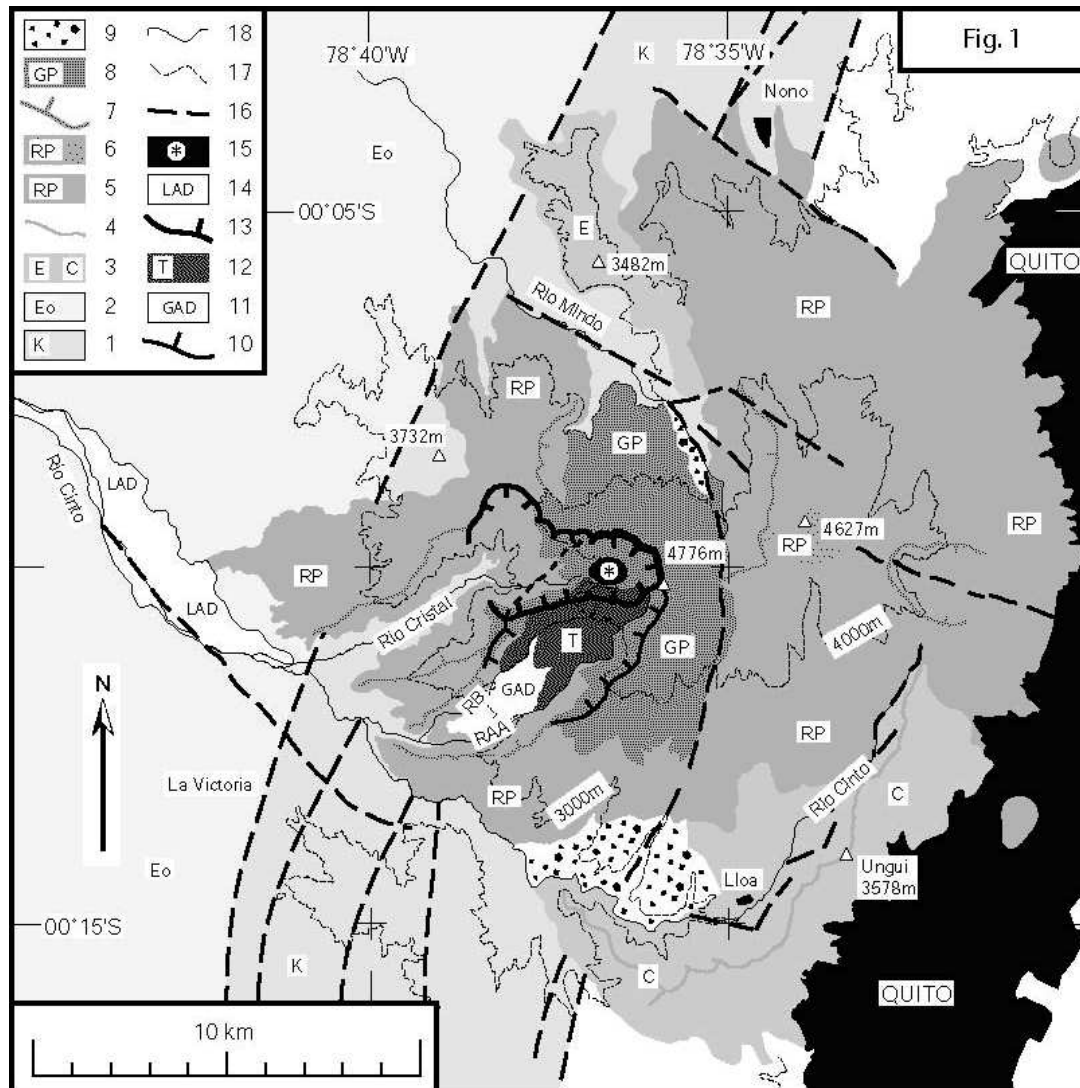 Fig. 1
9 18
GP 8 17
7 16
RP 6 15
RP 5 LAD 14
4 13
E C 3 T 12
Eo 2 GAD 11
K 1 10
78°40'W
78°35'W
K
Nono
Eo
00°05'S
E
3482m
QUITO
Rio MIndo
RP
RP
3732m
GP
Rio Cinto
LAD
4627m
RP
RP
4776m
RP
LAD
Rio Cristal
T
GP
4000m
N
GAD
RB
RAA
RP
La Victoria
RP
3000m
Rio Cinto
C
Eo
Lloa
Ungui
3578m
00°15'S
K
C
QUITO
10 km